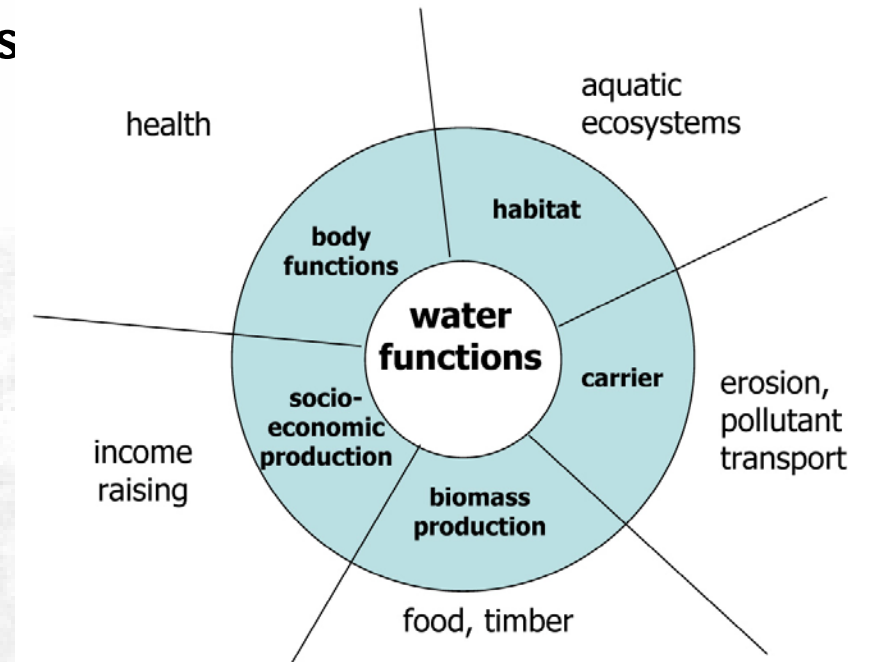 s
health
aquatic
ecosystems
habitat
body
functions
water
functions
carrier
erosion,
pollutant
transport
socio-
economic
production
income
raising
biomass
production
food, timber